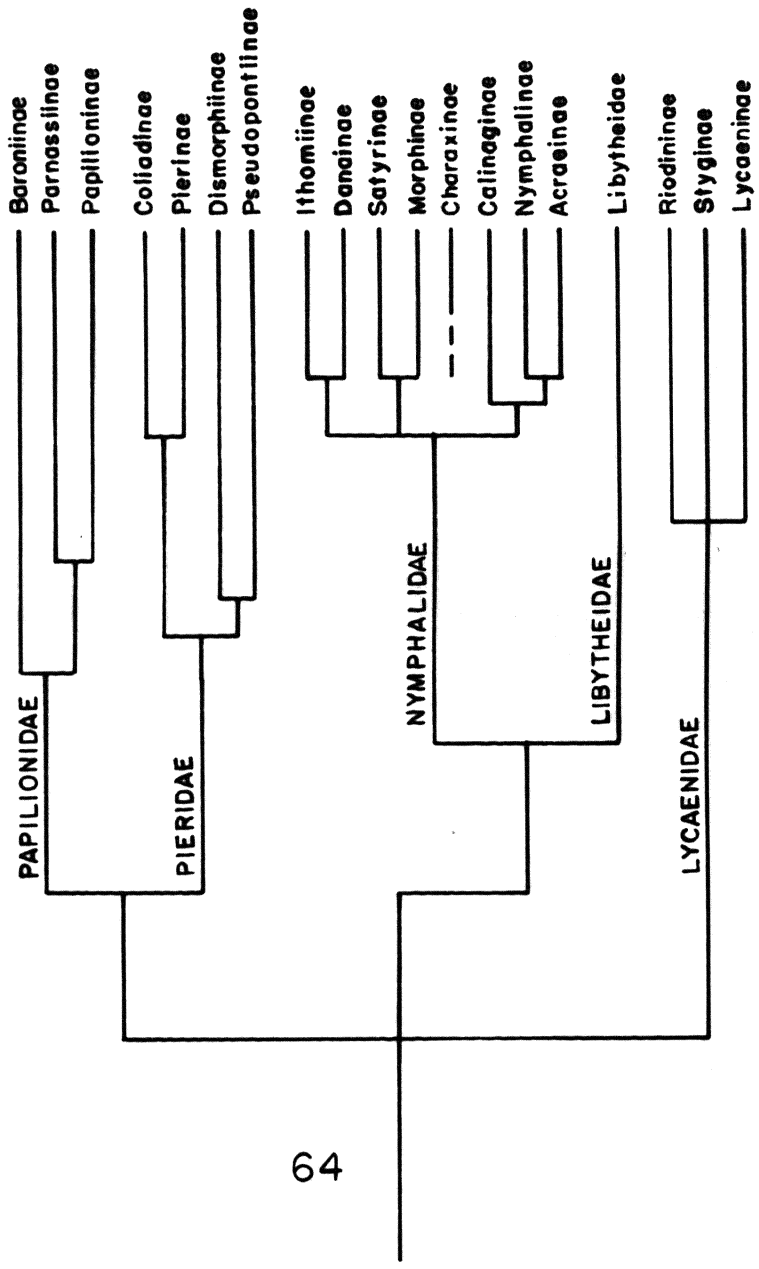 Baroniinae
Parnassiinae
Papilioninae
Coliadinae
Pierinae
Dismorphiinae
Pseudopontiinae
Ithomiinae
Danainae
Satyrinae
Morphinae
Charaxinae
Calinaginae
Nymphalinae
Acraeinae
Libytheidae
Riodininae
Styginae
Lycaeninae
PAPILIONIDAE
PIERIDAE
NYMPHALIDAE
LIBYTHEIDAE
LYCAENIDAE
64